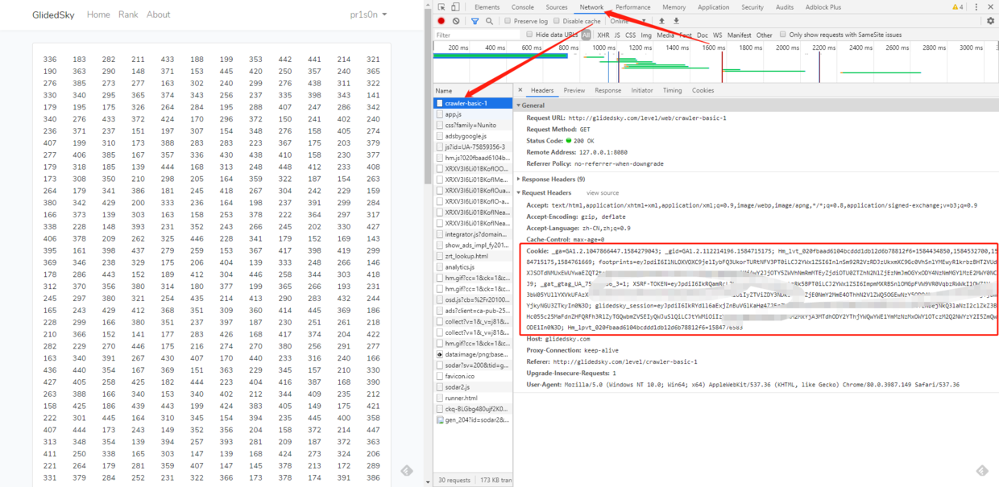 GlidedSky Home Rank About pr1s0n
336 183 282 211 433 188 199 353 442 441 214 321
190 363 290 148 371 153 445 420 250 357 240 365
276 385 273 277 163 302 240 299 276 438 311 322
330 340 295 365 374 343 256 237 335 398 343 141
179 195 175 326 264 284 195 288 407 247 286 342
340 276 433 372 424 170 296 372 150 241 402 240
236 371 237 151 197 307 154 348 276 158 405 274
407 199 310 173 388 283 283 223 367 175 203 379
277 406 385 167 357 336 430 438 410 158 230 377
179 318 185 139 444 168 313 248 448 412 233 408
173 308 350 210 298 205 164 359 322 187 154 263
264 179 341 386 181 245 418 267 304 242 229 159
380 342 429 200 333 236 164 198 237 391 299 284
166 373 139 303 163 158 253 378 222 364 297 317
338 228 148 393 231 352 243 266 245 202 330 427
406 378 209 262 325 446 228 341 179 152 169 143
395 161 398 437 279 259 153 367 417 398 419 299
369 346 238 329 175 206 404 139 333 248 266 146
178 286 443 152 189 412 304 446 258 344 303 418
312 370 356 380 314 180 377 199 365 266 193 231
245 297 380 321 214 435 214 413 290 283 432 244
165 243 429 412 368 351 309 360 414 445 369 186
228 299 166 380 351 237 397 187 230 251 261 218
210 366 152 141 177 283 426 168 417 374 204 422
282 229 270 446 175 216 274 270 380 256 291 277
163 340 391 267 430 407 170 440 233 316 240 166
436 440 354 167 369 151 363 229 345 157 210 330
427 405 258 425 182 444 223 404 416 387 168 390
263 488 166 340 153 340 402 212 344 409 235 212
158 425 186 439 443 199 424 383 405 149 175 421
222 301 445 164 310 345 154 394 235 445 400 358
407 444 173 243 149 352 356 204 158 372 214 447
313 348 354 139 394 257 393 281 209 187 372 363
411 250 338 165 303 147 139 168 424 273 324 206
221 264 179 281 359 407 147 145 378 213 172 289
331 379 284 252 231 322 366 173 378 174 391 386
Elements Console Sources Network Performance Memory Application Security Audits Adblock Plus 4
Preserve log Disable cache Online
Filter Hide data URLs All XHR JS CSS Img Media Font Doc WS Manifest Other Only show requests with SameSite issues
200 ms 400 ms 600 ms 800 ms 1000 ms 1200 ms 1400 ms 1600 ms 1800 ms 2000 ms 2200 ms 2400 ms 2600 ms 2800 ms 3000 ms
Name
crawler-basic-1
app.js
css?family=Nunito
adsbygoogle.js
js?id=UA-75859356-3
hm.js?020fbaad6104b...
XRXV3I6Li01BKofIOO...
XRXV3I6Li01BKofIMe...
XRXV3I6Li01BKofIOua...
XRXV3I6Li01BKofIO-a...
XRXV3I6Li01BKofINea...
XRXV3I6Li01BKofINea...
integrator.js?domain...
show_ads_impl_fy201...
zrt_lookup.html
analytics.js
hm.gif?cc=1&ck=1&c...
hm.gif?cc=1&ck=1&c...
osd.js?cb=%2Fr20100...
ads?client=ca-pub-25...
collect?v=1&_v=j81&...
collect?v=1&_v=j81&...
hm.gif?cc=1&ck=1&c...
data:image/png;base...
sodar?sv=200&tid=g...
favicon.ico
sodar2.js
runner.html
ckq-BLGbg480ujf2K0...
gen_204?id=sodar2&...
30 requests 173 KB tran
Headers Preview Response Initiator Timing Cookies
General
Request URL: http://glidedsky.com/level/web/crawler-basic-1
Request Method: GET
Status Code: 200 OK
Remote Address: 127.0.0.1:8080
Referrer Policy: no-referrer-when-downgrade
Response Headers (9)
Request Headers view source
Accept: text/html,application/xhtml+xml,application/xml;q=0.9,image/webp,image/apng,*/*;q=0.8,application/signed-exchange;v=b3;q=0.9
Accept-Encoding: gzip, deflate
Accept-Language: zh-CN,zh;q=0.9
Cache-Control: max-age=0
Cookie: _ga=GA1.2.1047866447.1584279043; _gid=GA1.2.112214196.1584715175; Hm_lvt_020fbaad6104bcddd1db12d6b78812f6=1584434850,1584532700,15
84715175,1584761669;
XSRF-TOKEN=
glidedsky_session=
Hm_lpvt_020fbaad6104bcddd1db12d6b78812f6=1584776583
Host: glidedsky.com
Proxy-Connection: keep-alive
Referer: http://glidedsky.com/level/crawler-basic-1
Upgrade-Insecure-Requests: 1
User-Agent: Mozilla/5.0 (Windows NT 10.0; Win64; x64) AppleWebKit/537.36 (KHTML, like Gecko) Chrome/80.0.3987.149 Safari/537.36